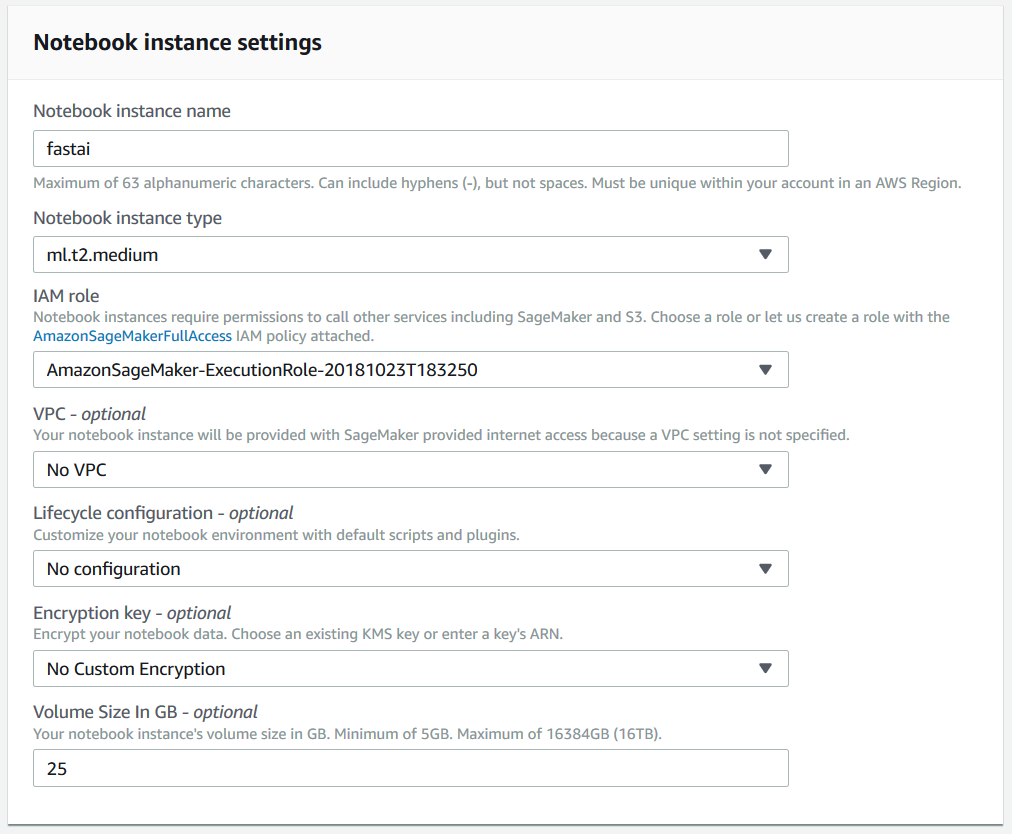 Notebook instance settings
Notebook instance name
fastai
Maximum of 63 alphanumeric characters. Can include hyphens (-), but not spaces. Must be unique within your account in an AWS Region.
Notebook instance type
ml.t2.medium
IAM role
Notebook instances require permissions to call other services including SageMaker and S3. Choose a role or let us create a role with the
AmazonSageMakerFullAccess IAM policy attached.
AmazonSageMaker-ExecutionRole-20181023T183250
VPC - optional
Your notebook instance will be provided with SageMaker provided internet access because a VPC setting is not specified.
No VPC
Lifecycle configuration - optional
Customize your notebook environment with default scripts and plugins.
No configuration
Encryption key - optional
Encrypt your notebook data. Choose an existing KMS key or enter a key's ARN.
No Custom Encryption
Volume Size In GB - optional
Your notebook instance's volume size in GB. Minimum of 5GB. Maximum of 16384GB (16TB).
25